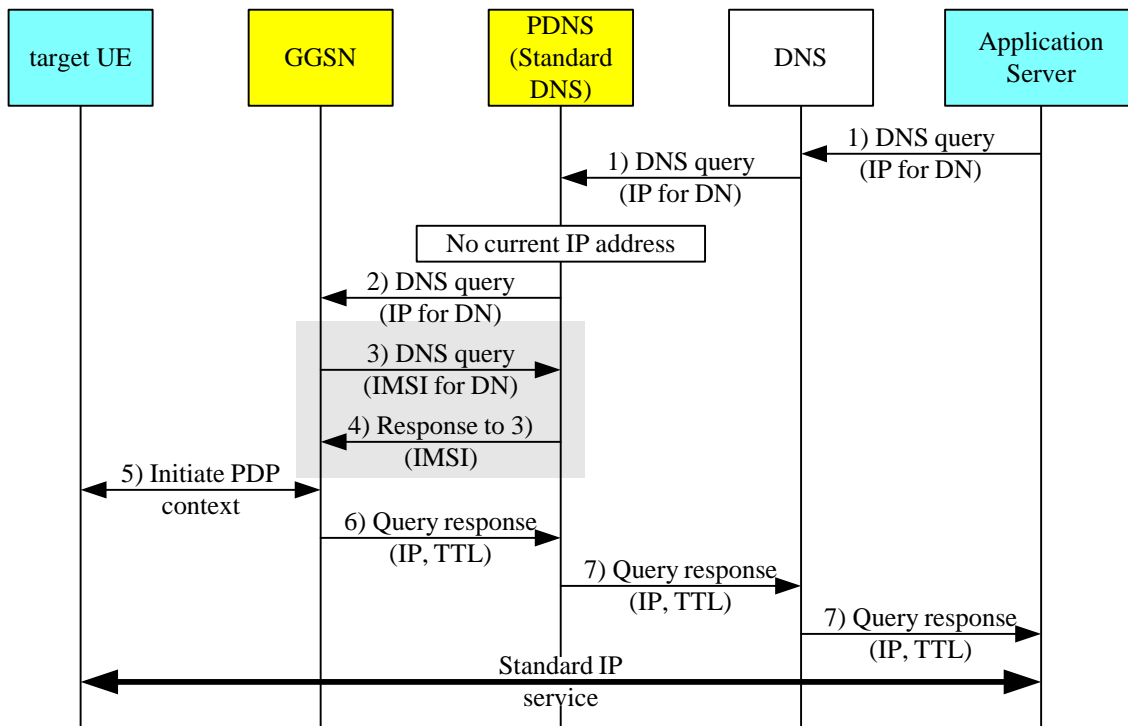 target UE
GGSN
PDNS
(Standard
DNS)
DNS
Application
Server
1) DNS query
(IP for DN)
1) DNS query
(IP for DN)
No current IP address
2) DNS query
(IP for DN)
3) DNS query
(IMSI for DN)
4) Response to 3)
(IMSI)
5) Initiate PDP
context
6) Query response
(IP, TTL)
7) Query response
(IP, TTL)
7) Query response
(IP, TTL)
Standard IP
service